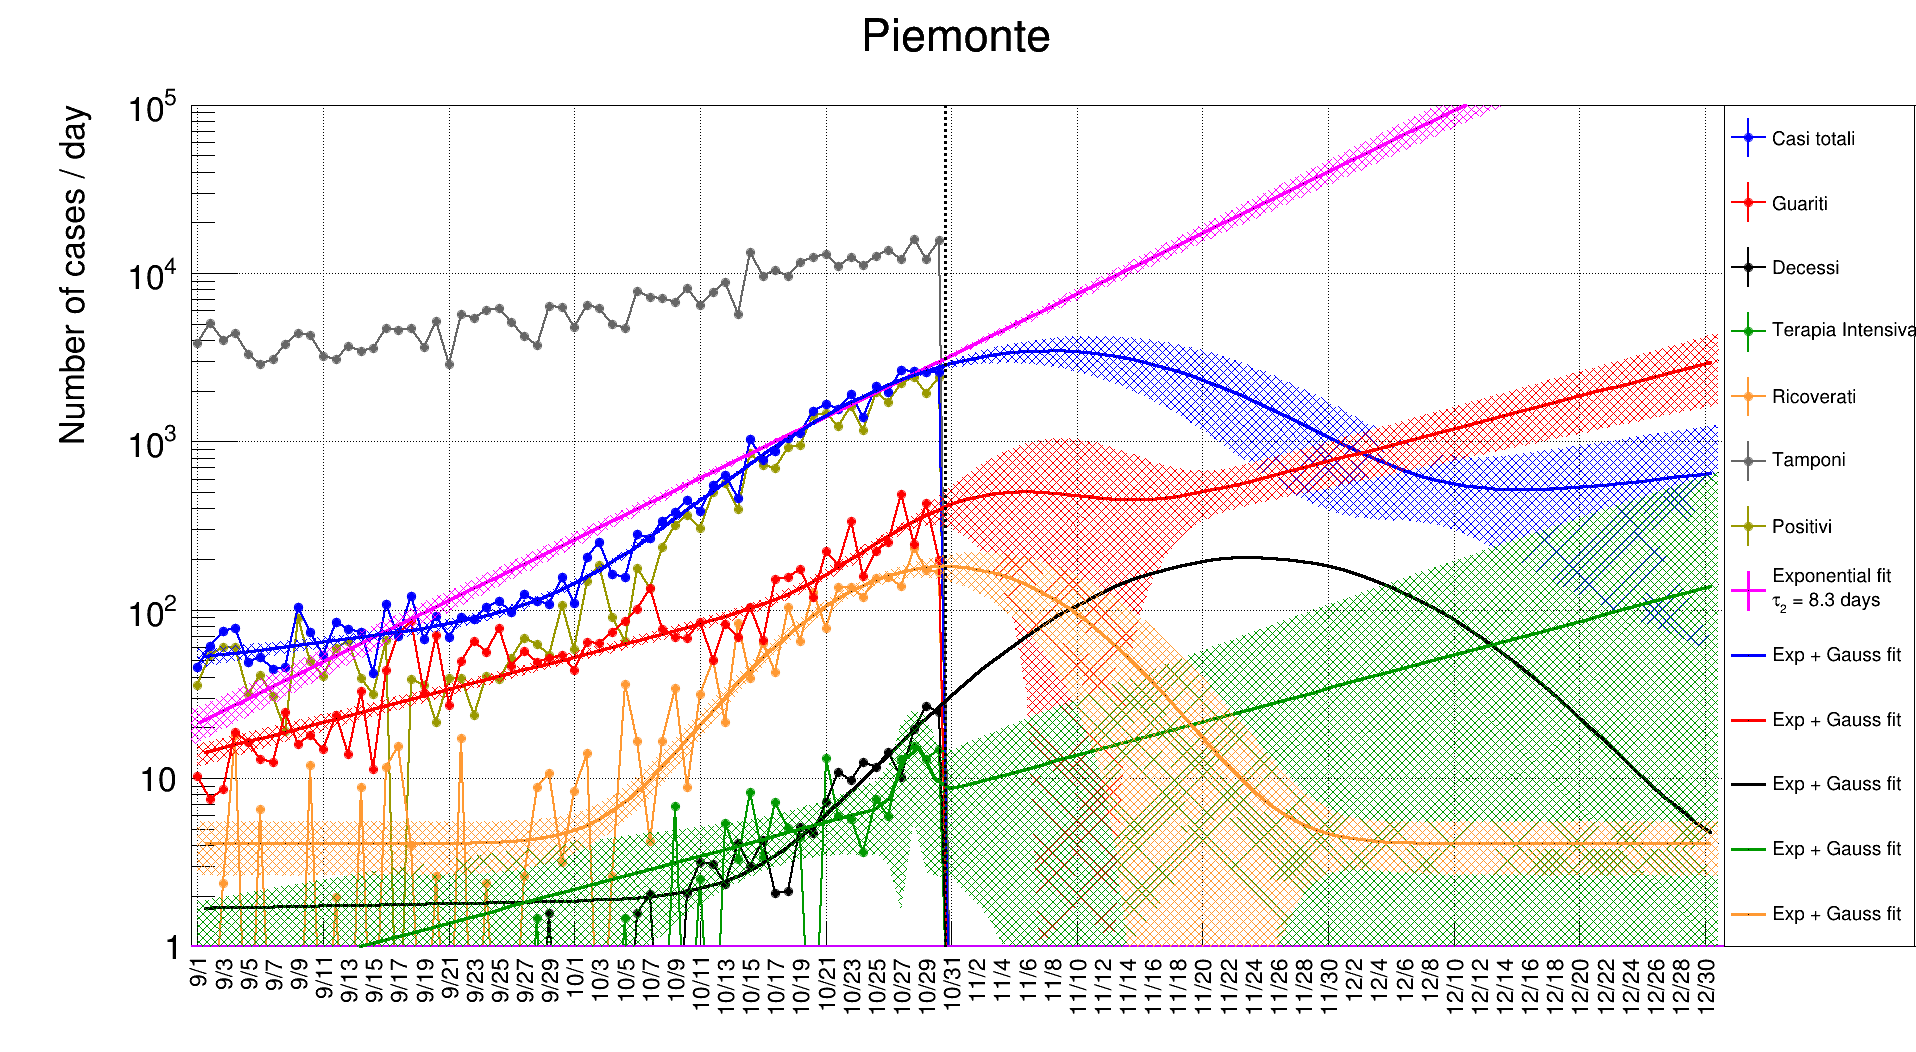 Piemonte
Number of cases / day
10^5
10^4
10^3
10^2
10
1
9/1 9/3 9/5 9/7 9/9 9/11 9/13 9/15 9/17 9/19 9/21 9/23 9/25 9/27 9/29 10/1 10/3 10/5 10/7 10/9 10/11 10/13 10/15 10/17 10/19 10/21 10/23 10/25 10/27 10/29 10/31 11/2 11/4 11/6 11/8 11/10 11/12 11/14 11/16 11/18 11/20 11/22 11/24 11/26 11/28 11/30 12/2 12/4 12/6 12/8 12/10 12/12 12/14 12/16 12/18 12/20 12/22 12/24 12/26 12/28 12/30
Casi totali
Guariti
Decessi
Terapia Intensiva
Ricoverati
Tamponi
Positivi
Exponential fit
τ2 = 8.3 days
Exp + Gauss fit
Exp + Gauss fit
Exp + Gauss fit
Exp + Gauss fit
Exp + Gauss fit